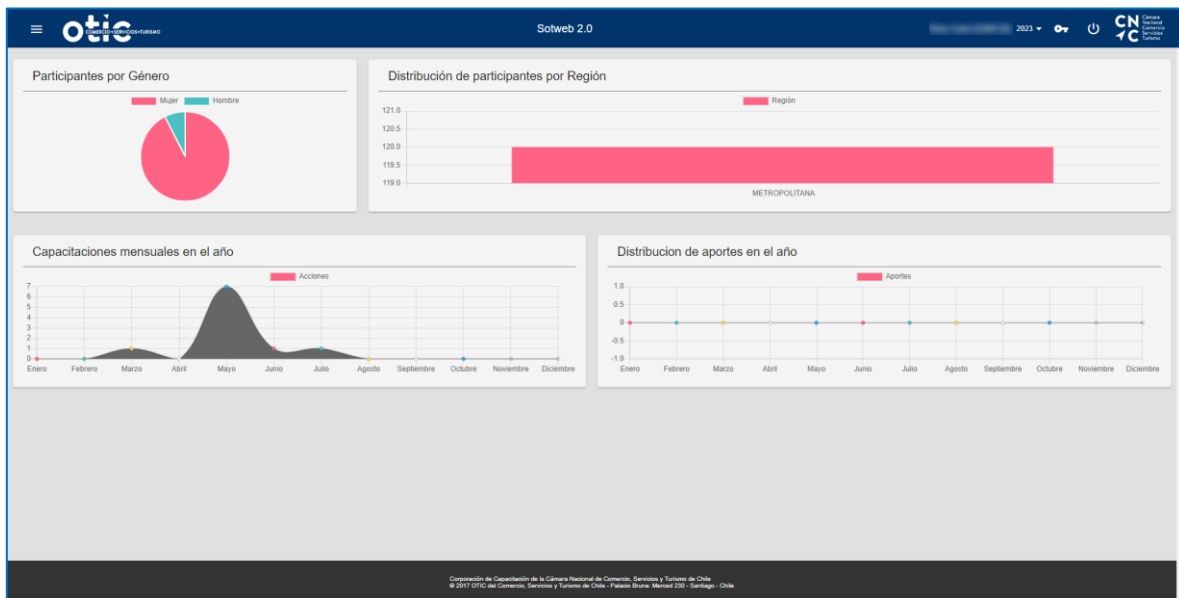 Otic
COMERCIO•SERVICIOS•TURISMO
Sotweb 2.0
2023
CNC
Cámara
Nacional
Comercio
Servicios
Turismo
Participantes por Género
Mujer Hombre
Distribución de participantes por Región
Región
121.0
120.5
120.0
119.5
119.0
METROPOLITANA
Capacitaciones mensuales en el año
Acciones
7
6
5
4
3
2
1
0
Enero Febrero Marzo Abril Mayo Junio Julio Agosto Septiembre Octubre Noviembre Diciembre
Distribucion de aportes en el año
Aportes
1.0
0.5
0
-0.5
-1.0
Enero Febrero Marzo Abril Mayo Junio Julio Agosto Septiembre Octubre Noviembre Diciembre
Corporación de Capacitación de la Cámara Nacional de Comercio, Servicios y Turismo de Chile
© 2017 OTIC del Comercio, Servicios y Turismo de Chile - Palacio Bruna: Merced 230 - Santiago - Chile